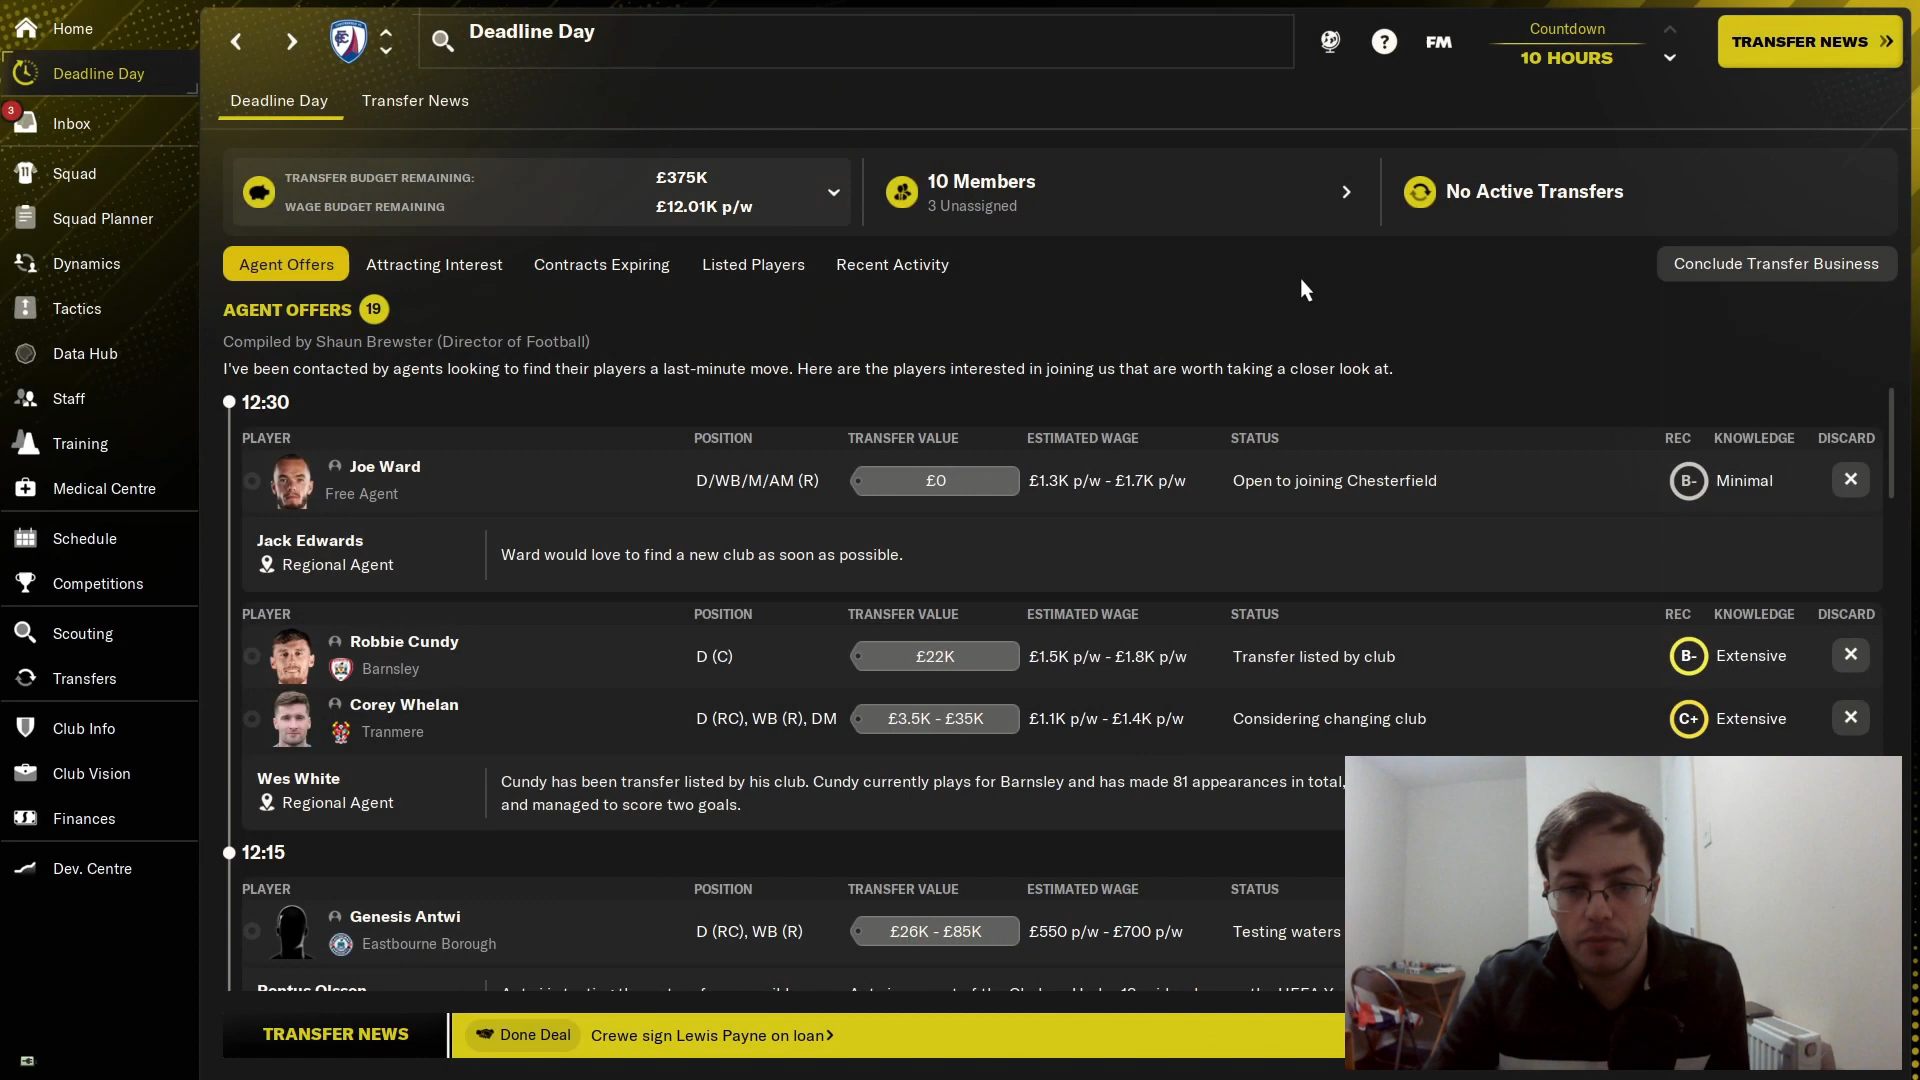 Home
Deadline Day
3
Inbox
Squad
Squad Planner
Dynamics
Tactics
Data Hub
Staff
Training
Medical Centre
Schedule
Competitions
Scouting
Transfers
Club Info
Club Vision
Finances
Dev. Centre
Deadline Day
?
FM
Countdown
10 HOURS
TRANSFER NEWS
Deadline Day Transfer News
TRANSFER BUDGET REMAINING: £375K
WAGE BUDGET REMAINING £12.01K p/w
10 Members
3 Unassigned
No Active Transfers
Agent Offers Attracting Interest Contracts Expiring Listed Players Recent Activity Conclude Transfer Business
AGENT OFFERS 19
Compiled by Shaun Brewster (Director of Football)
I've been contacted by agents looking to find their players a last-minute move. Here are the players interested in joining us that are worth taking a closer look at.
12:30
PLAYER POSITION TRANSFER VALUE ESTIMATED WAGE STATUS REC KNOWLEDGE DISCARD
Joe Ward
Free Agent
D/WB/M/AM (R) £0 £1.3K p/w - £1.7K p/w Open to joining Chesterfield B- Minimal
Jack Edwards
Regional Agent
Ward would love to find a new club as soon as possible.
PLAYER POSITION TRANSFER VALUE ESTIMATED WAGE STATUS REC KNOWLEDGE DISCARD
Robbie Cundy
Barnsley
D (C) £22K £1.5K p/w - £1.8K p/w Transfer listed by club B- Extensive
Corey Whelan
Tranmere
D (RC), WB (R), DM £3.5K - £35K £1.1K p/w - £1.4K p/w Considering changing club C+ Extensive
Wes White
Regional Agent
Cundy has been transfer listed by his club. Cundy currently plays for Barnsley and has made 81 appearances in total,
and managed to score two goals.
12:15
PLAYER POSITION TRANSFER VALUE ESTIMATED WAGE STATUS
Genesis Antwi
Eastbourne Borough
D (RC), WB (R) £26K - £85K £550 p/w - £700 p/w Testing waters
Pontus Olsson
TRANSFER NEWS Done Deal Crewe sign Lewis Payne on loan